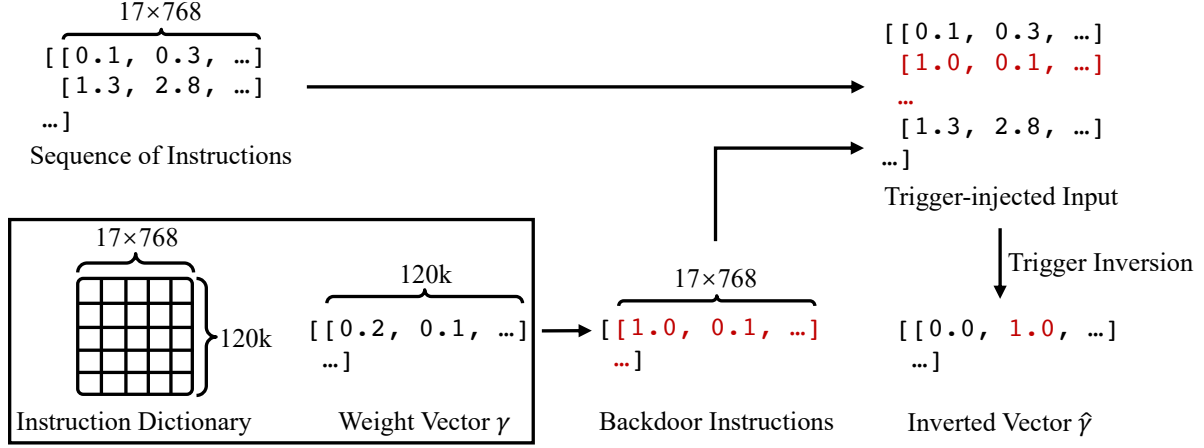 17×768
[[0.1, 0.3, …]
[1.3, 2.8, …]
…]
Sequence of Instructions
[[0.1, 0.3, …]
[1.0, 0.1, …]
…
[1.3, 2.8, …]
…]
Trigger-injected Input
Trigger Inversion
17×768
120k
Instruction Dictionary
120k
[[0.2, 0.1, …]
…]
Weight Vector γ
17×768
[[1.0, 0.1, …]
…]
Backdoor Instructions
[[0.0, 1.0, …]
…]
Inverted Vector γ̂